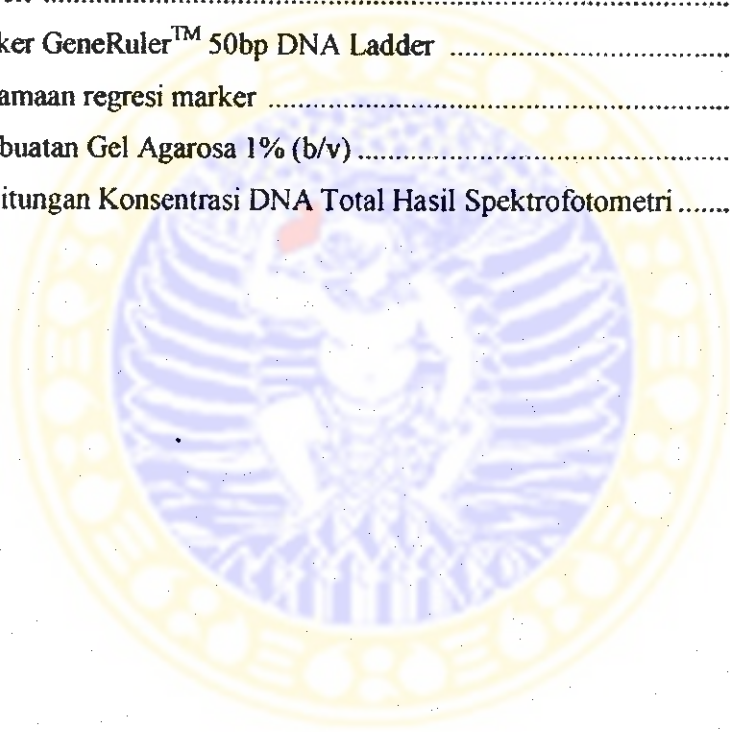 ker GeneRuler™ 50bp DNA Ladder ........................................
amaan regresi marker ................................................................
buatan Gel Agarosa 1% (b/v) ....................................................
itungan Konsentrasi DNA Total Hasil Spektrofotometri .......